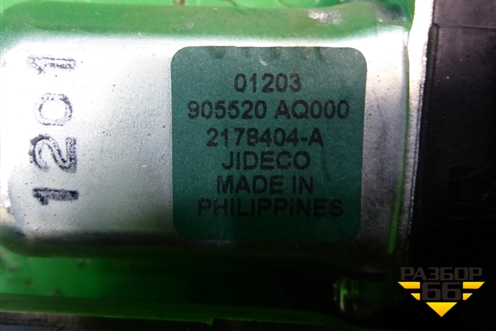 1201
01203
905520 AQ000
2178404-A
JIDECO
MADE IN
PHILIPPINES
РАЗБОР
66